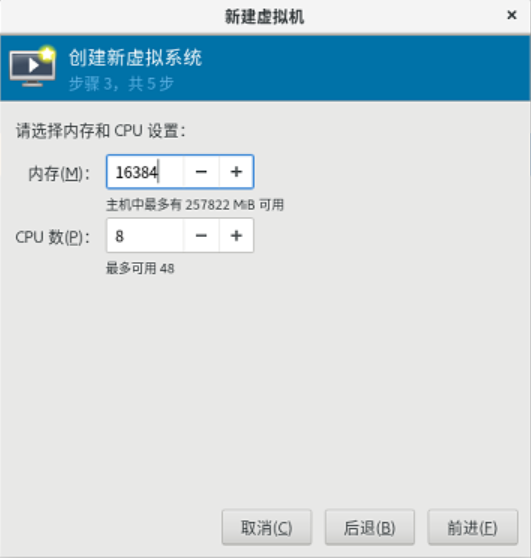 新建虚拟机 ×
创建新虚拟系统
步骤 3，共 5 步
请选择内存和 CPU 设置：
内存(M)： 16384 − +
主机中最多有 257822 MiB 可用
CPU 数(P)： 8 − +
最多可用 48
取消(C) 后退(B) 前进(F)